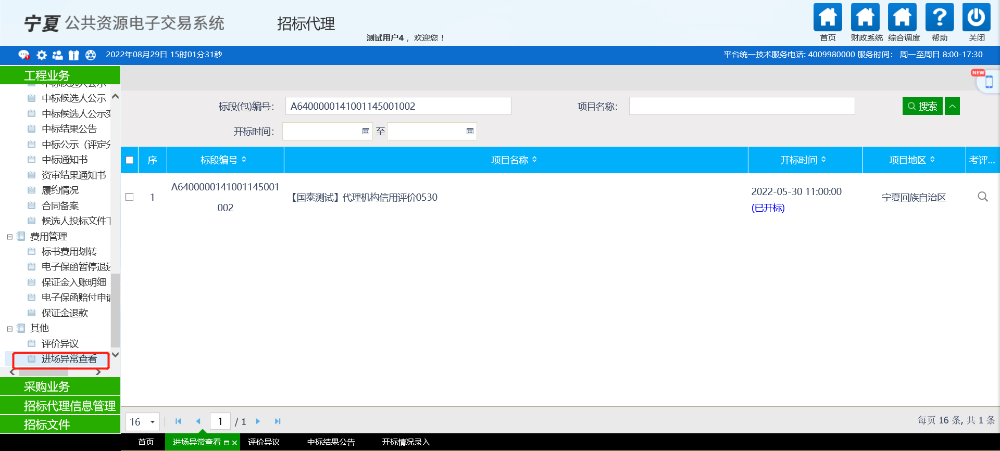 宁夏 公共资源电子交易系统
招标代理
测试用户4 ，欢迎您！
首页
财政系统
综合调度
帮助
关闭
2022年08月29日 15时01分31秒
平台统一技术服务电话: 4009980000 服务时间： 周一至周日 8:00-17:30
工程业务
中标候选人公示
中标候选人公示
中标候选人公示变
中标结果公告
中标公示（评定分
中标通知书
资审结果通知书
履约情况
合同备案
候选人投标文件下
费用管理
标书费用划转
电子保函暂停退还
保证金入账明细
电子保函赔付申请
保证金退款
其他
评价异议
进场异常查看
采购业务
招标代理信息管理
招标文件
NEW
标段(包)编号：
A6400000141001145001002
项目名称：
搜索
开标时间：
至
序
标段编号
项目名称
开标时间
项目地区
考评...
1
A6400000141001145001
002
【国泰测试】代理机构信用评价0530
2022-05-30 11:00:00
(已开标)
宁夏回族自治区
16
1
/ 1
每页 16 条, 共 1 条
首页
进场异常查看
评价异议
中标结果公告
开标情况录入